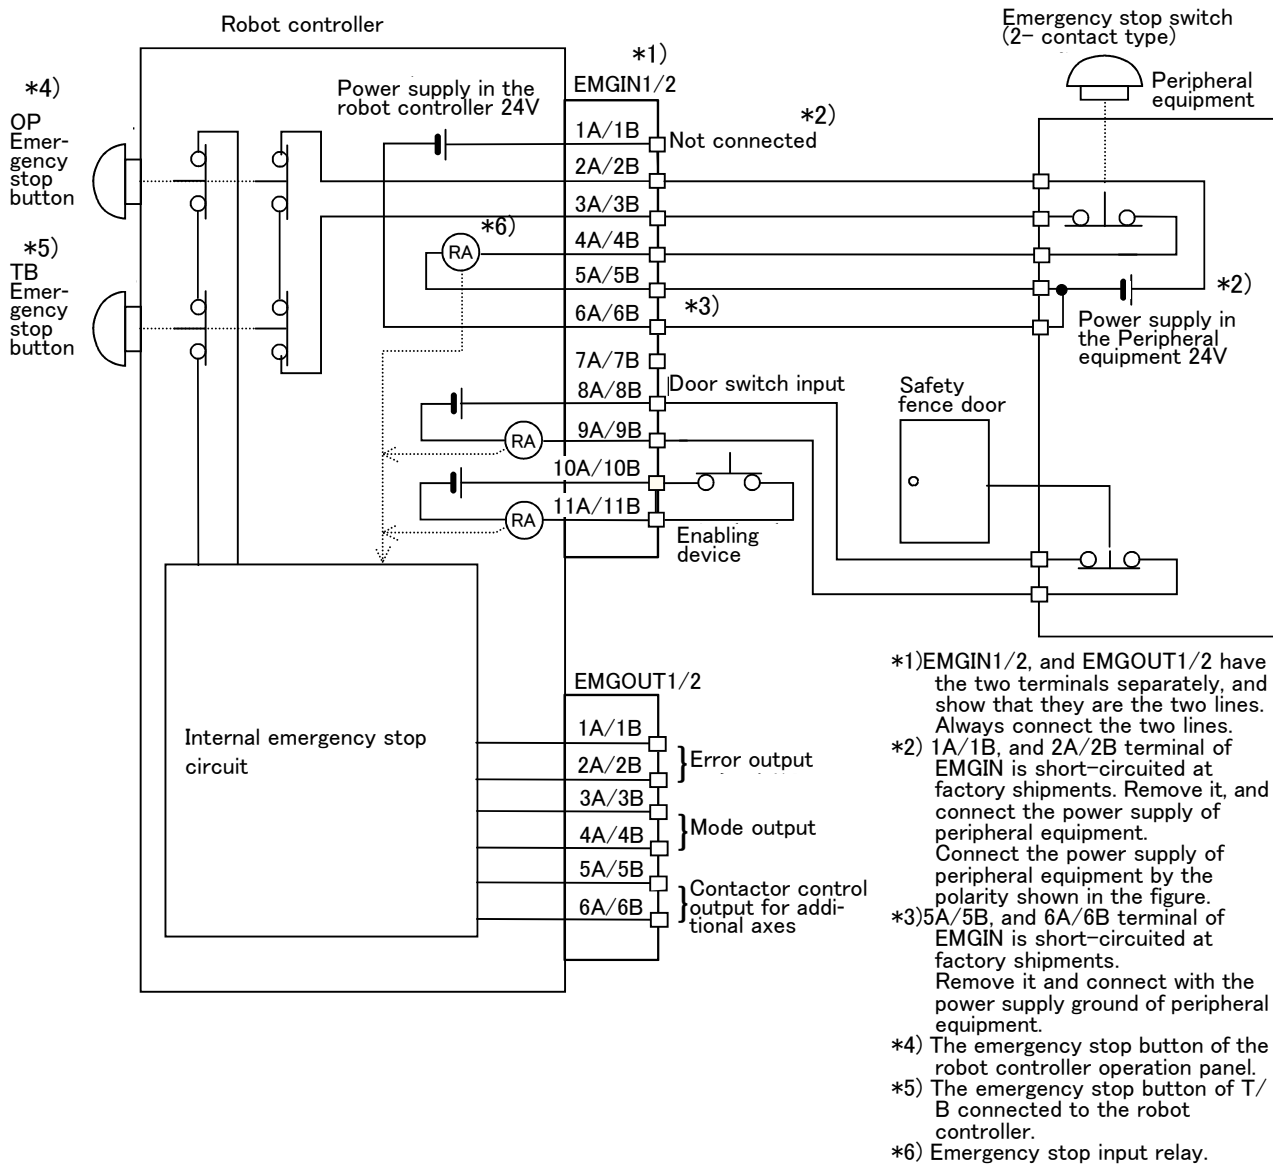 Robot controller
Emergency stop switch
(2- contact type)
Peripheral
equipment
*1)
EMGIN1/2
*4)
OP
Emer-
gency
stop
button
Power supply in the
robot controller 24V
*2)
1A/1B
Not connected
2A/2B
3A/3B
*6)
RA
4A/4B
*5)
TB
Emer-
gency
stop
button
5A/5B
*2)
6A/6B
*3)
Power supply in
the Peripheral
equipment 24V
7A/7B
8A/8B
Door switch input
Safety
fence door
RA
9A/9B
10A/10B
RA
11A/11B
Enabling
device
Internal emergency stop
circuit
EMGOUT1/2
1A/1B
2A/2B
Error output
3A/3B
4A/4B
Mode output
5A/5B
6A/6B
Contactor control
output for addi-
tional axes
*1)EMGIN1/2, and EMGOUT1/2 have
the two terminals separately, and
show that they are the two lines.
Always connect the two lines.
*2) 1A/1B, and 2A/2B terminal of
EMGIN is short-circuited at
factory shipments. Remove it, and
connect the power supply of
peripheral equipment.
Connect the power supply of
peripheral equipment by the
polarity shown in the figure.
*3)5A/5B, and 6A/6B terminal of
EMGIN is short-circuited at
factory shipments.
Remove it and connect with the
power supply ground of peripheral
equipment.
*4) The emergency stop button of the
robot controller operation panel.
*5) The emergency stop button of T/
B connected to the robot
controller.
*6) Emergency stop input relay.